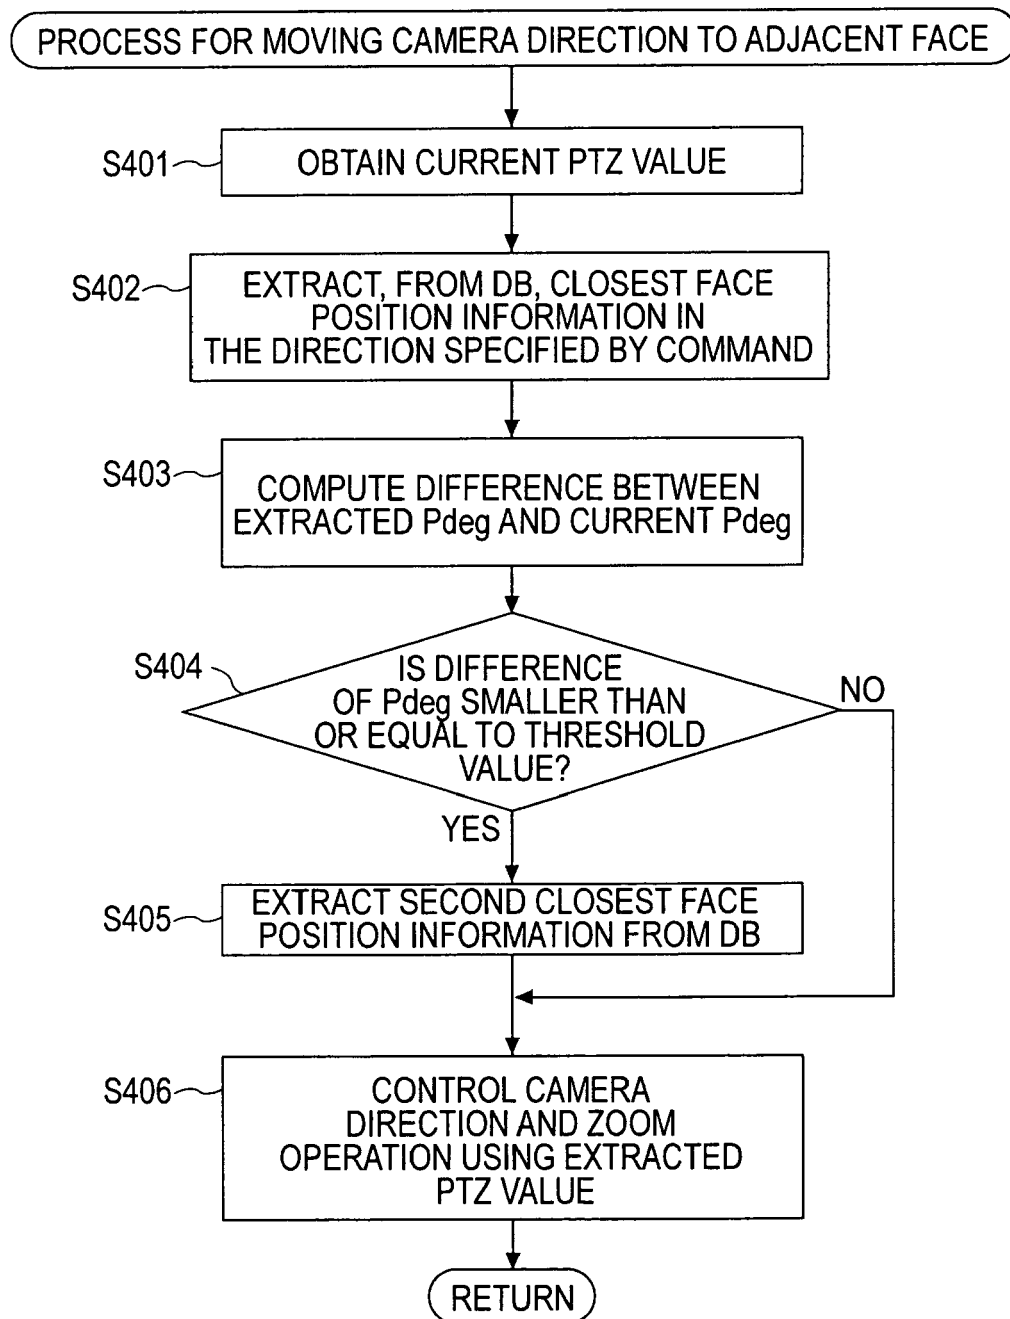 PROCESS FOR MOVING CAMERA DIRECTION TO ADJACENT FACE
S401
OBTAIN CURRENT PTZ VALUE
S402
EXTRACT, FROM DB, CLOSEST FACE
POSITION INFORMATION IN
THE DIRECTION SPECIFIED BY COMMAND
S403
COMPUTE DIFFERENCE BETWEEN
EXTRACTED Pdeg AND CURRENT Pdeg
S404
IS DIFFERENCE
OF Pdeg SMALLER THAN
OR EQUAL TO THRESHOLD
VALUE?
NO
YES
S405
EXTRACT SECOND CLOSEST FACE
POSITION INFORMATION FROM DB
S406
CONTROL CAMERA
DIRECTION AND ZOOM
OPERATION USING EXTRACTED
PTZ VALUE
RETURN